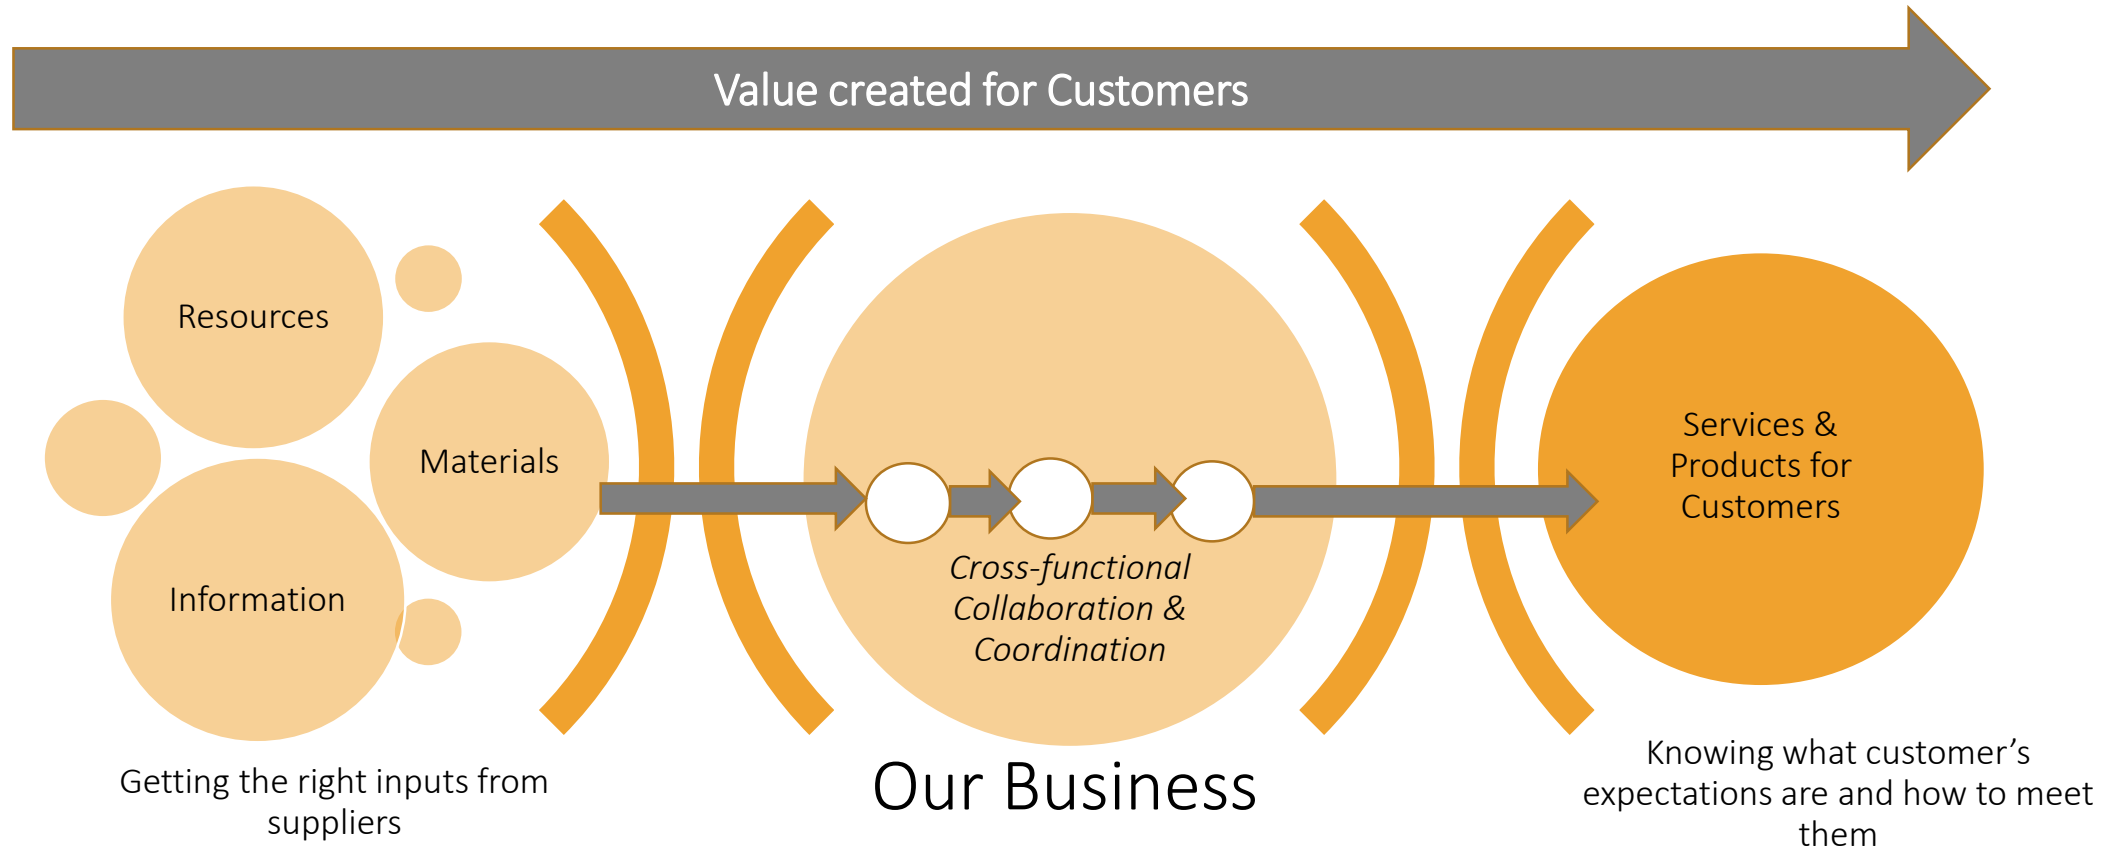 Value created for Customers
Resources
Materials
Information
Getting the right inputs from
suppliers
Cross-functional
Collaboration &
Coordination
Our Business
Services &
Products for
Customers
Knowing what customer’s
expectations are and how to meet
them